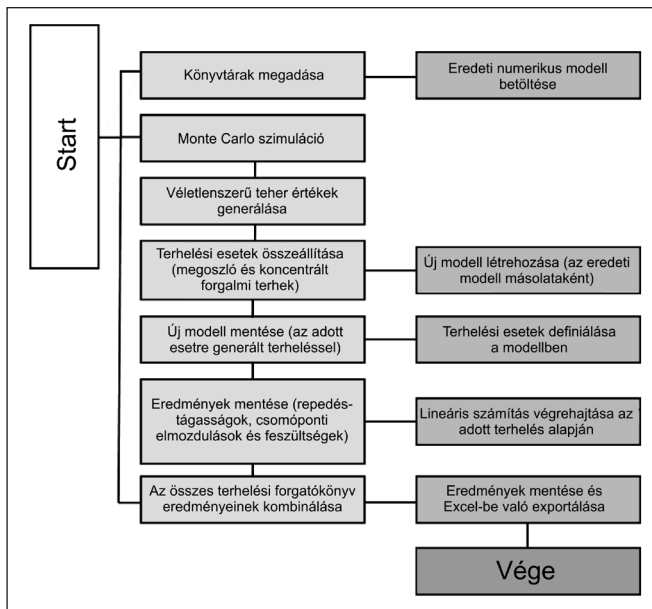 Start
Könyvtárak megadása
Eredeti numerikus modell
betöltése
Monte Carlo szimuláció
Véletlenszerű teher értékek
generálása
Terhelési esetek összeállítása
(megoszló és koncentrált
forgalmi terhek)
Új modell létrehozása (az eredeti
modell másolataként)
Új modell mentése (az adott
esetre generált terheléssel)
Terhelési esetek definiálása
a modellben
Eredmények mentése (repedés-
tágasságok, csomóponti
elmozdulások és feszültségek)
Lineáris számítás végrehajtása az
adott terhelés alapján
Az összes terhelési forgatókönyv
eredményeinek kombinálása
Eredmények mentése és
Excel-be való exportálása
Vége